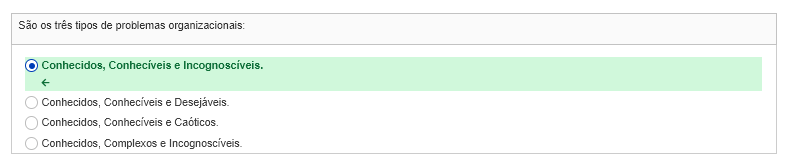 São os três tipos de problemas organizacionais:
Conhecidos, Conhecíveis e Incognoscíveis.
←
Conhecidos, Conhecíveis e Desejáveis.
Conhecidos, Conhecíveis e Caóticos.
Conhecidos, Complexos e Incognoscíveis.